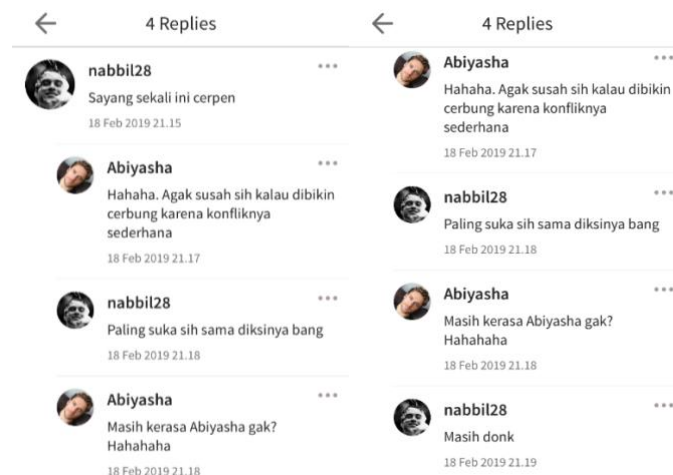 4 Replies
nabbil28
Sayang sekali ini cerpen
18 Feb 2019 21.15
Abiyasha
Hahaha. Agak susah sih kalau dibikin
cerbung karena konfliknya
sederhana
18 Feb 2019 21.17
nabbil28
Paling suka sih sama diksinya bang
18 Feb 2019 21.18
Abiyasha
Masih kerasa Abiyasha gak?
Hahahaha
18 Feb 2019 21.18
4 Replies
Abiyasha
Hahaha. Agak susah sih kalau dibikin
cerbung karena konfliknya
sederhana
18 Feb 2019 21.17
nabbil28
Paling suka sih sama diksinya bang
18 Feb 2019 21.18
Abiyasha
Masih kerasa Abiyasha gak?
Hahahaha
18 Feb 2019 21.18
nabbil28
Masih donk
18 Feb 2019 21.19